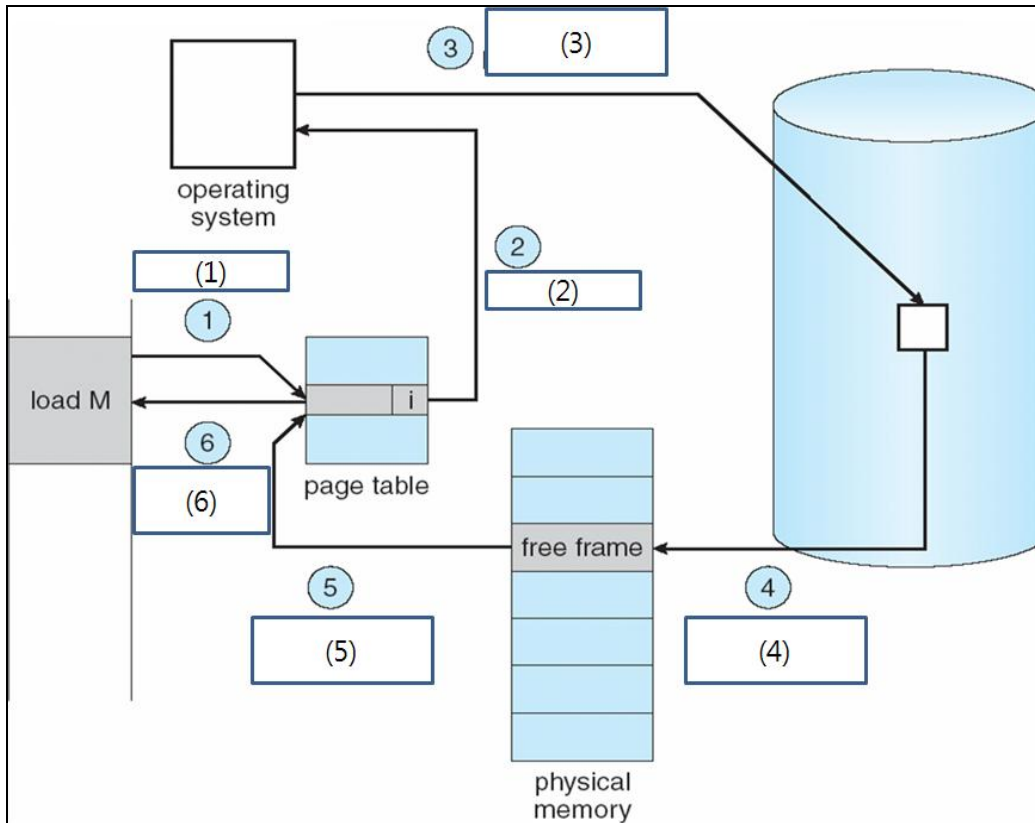 3
(3)
operating
system
(1)
2
(2)
1
load M
i
6
page table
(6)
free frame
5
4
(5)
(4)
physical
memory